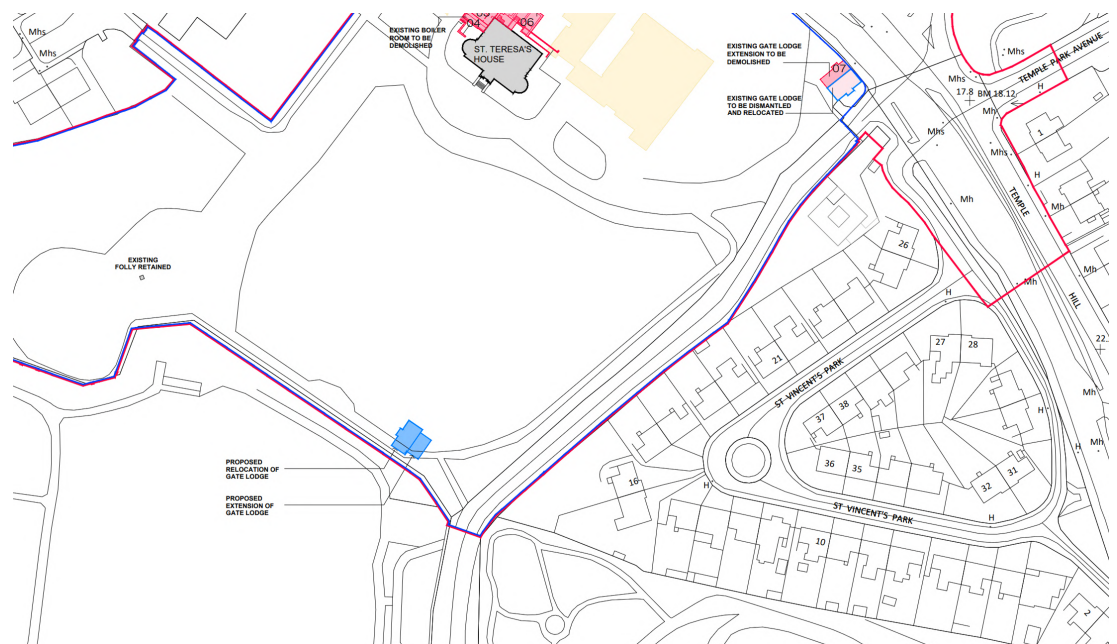 Mhs
Mhs
EXISTING BOILER
ROOM TO BE
DEMOLISHED
04
06
ST. TERESA'S
HOUSE
EXISTING GATE LODGE
EXTENSION TO BE
DEMOLISHED
07
EXISTING GATE LODGE
TO BE DISMANTLED
AND RELOCATED
Mhs
Mhs
TEMPLE PARK AVENUE
17.8
BM 18.12
H
Mh
Mhs
Mhs
1
H
Mh
Mh
TEMPLE
HILL
H
26
Mh
Mh
H
22.
EXISTING
FOLLY RETAINED
21
ST VINCENT'S PARK
27
28
Mh
37
38
H
36
35
H
Mh
32
31
16
H
PROPOSED
RELOCATION OF
GATE LODGE
PROPOSED
EXTENSION OF
GATE LODGE
ST VINCENT'S PARK
H
10
2